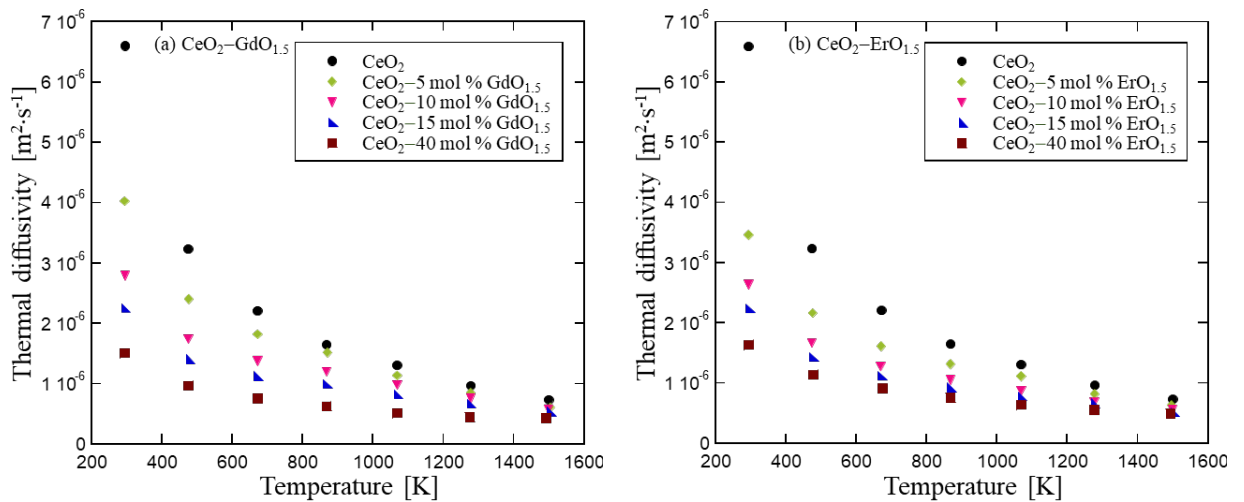 7 10-6
6 10-6
5 10-6
4 10-6
3 10-6
2 10-6
1 10-6
0
Thermal diffusivity [m2·s-1]
(a) CeO2–GdO1.5
CeO2
CeO2–5 mol % GdO1.5
CeO2–10 mol % GdO1.5
CeO2–15 mol % GdO1.5
CeO2–40 mol % GdO1.5
200 400 600 800 1000 1200 1400 1600
Temperature [K]
7 10-6
6 10-6
5 10-6
4 10-6
3 10-6
2 10-6
1 10-6
0
Thermal diffusivity [m2·s-1]
(b) CeO2–ErO1.5
CeO2
CeO2–5 mol % ErO1.5
CeO2–10 mol % ErO1.5
CeO2–15 mol % ErO1.5
CeO2–40 mol % ErO1.5
200 400 600 800 1000 1200 1400 1600
Temperature [K]